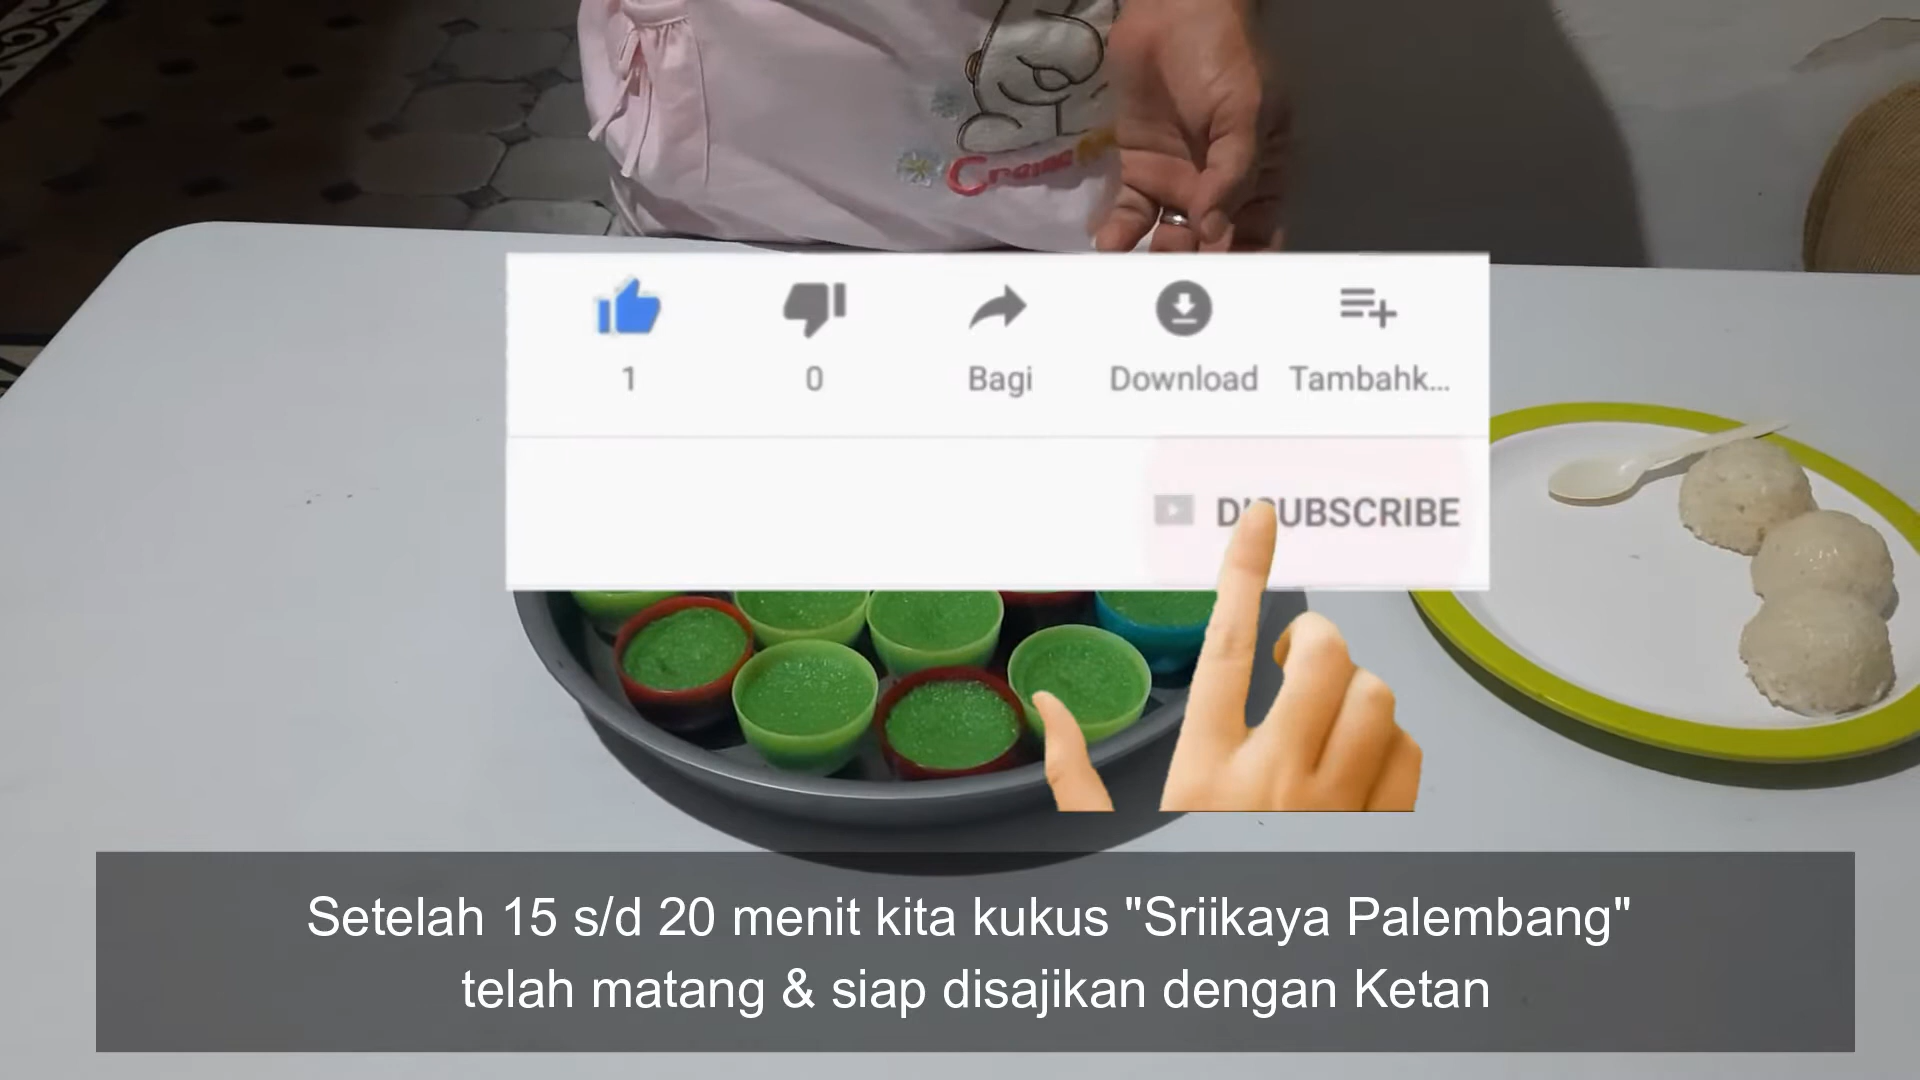 1
0
Bagi
Download
Tambahk...
Setelah 15 s/d 20 menit kita kukus "Sriikaya Palembang"
telah matang & siap disajikan dengan Ketan